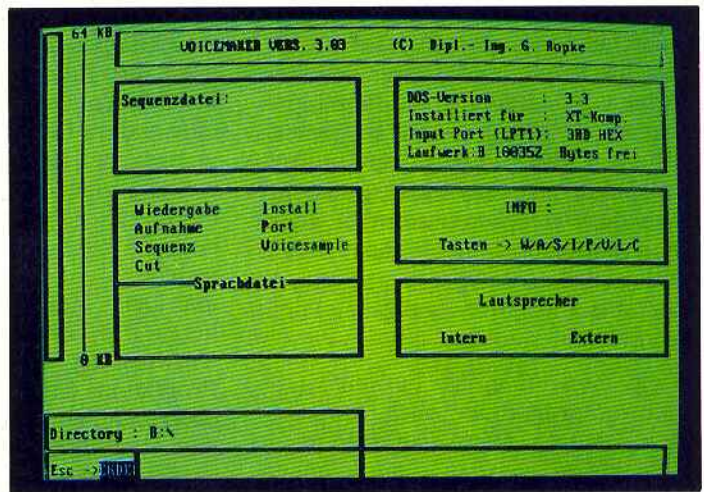 64 KB
VOICEMAKER VERS. 3.03 (C) Dipl.- Ing. G. Ropke
Sequenzdatei:
DOS-Version : 3.3
Installiert fur : XT-Komp
Input Port (LPT1): 3BD HEX
Laufwerk:B 100352 Bytes frei
Wiedergabe Install
Aufnahme Port
Sequenz Voicesample
Cut
Sprachdatei
INFO :
Tasten -> W/A/S/I/P/V/L/C
Lautsprecher
Intern Extern
0 KB
Directory : B:\
Esc ->